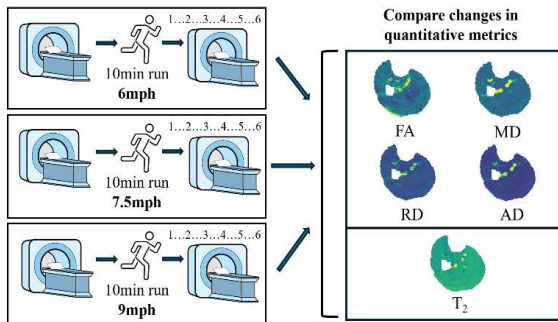 1...2...3...4...5...6
10min run
6mph
1...2...3...4...5...6
10min run
7.5mph
1...2...3...4...5...6
10min run
9mph
Compare changes in
quantitative metrics
FA
MD
RD
AD
T₂